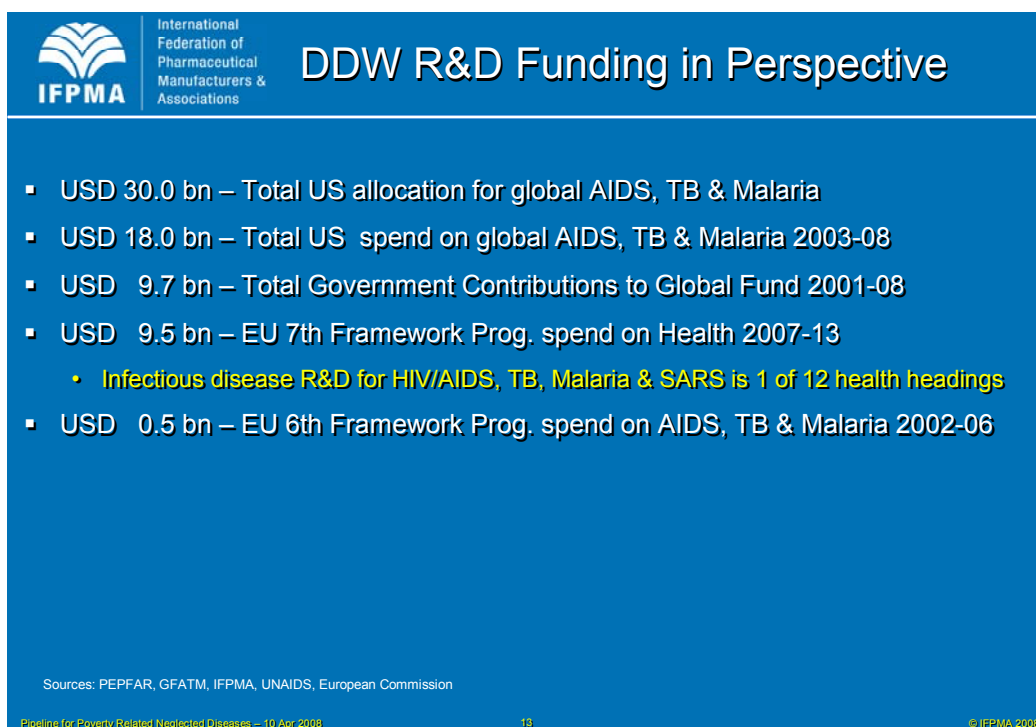 International
Federation of
Pharmaceutical
Manufacturers &
Associations
IFPMA
DDW R&D Funding in Perspective
▪ USD 30.0 bn – Total US allocation for global AIDS, TB & Malaria
▪ USD 18.0 bn – Total US spend on global AIDS, TB & Malaria 2003-08
▪ USD 9.7 bn – Total Government Contributions to Global Fund 2001-08
▪ USD 9.5 bn – EU 7th Framework Prog. spend on Health 2007-13
• Infectious disease R&D for HIV/AIDS, TB, Malaria & SARS is 1 of 12 health headings
▪ USD 0.5 bn – EU 6th Framework Prog. spend on AIDS, TB & Malaria 2002-06
Sources: PEPFAR, GFATM, IFPMA, UNAIDS, European Commission
Pipeline for Poverty Related Neglected Diseases – 10 Apr 2008
13
© IFPMA